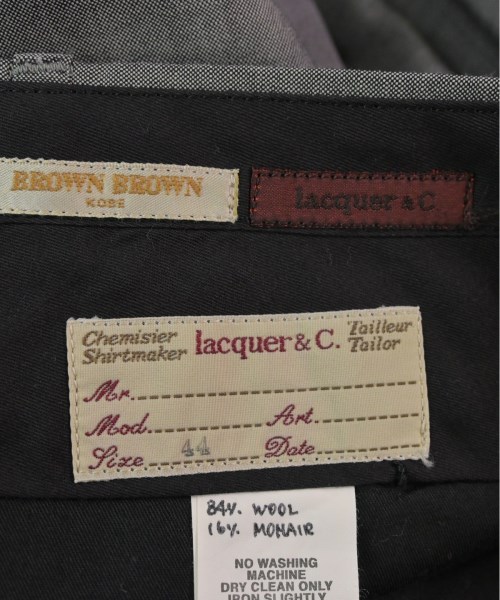 BROWN BROWN
KOBE
lacquer & C.
Chemisier
Shirtmaker
lacquer & C.
Tailleur
Tailor
Mr.
Mod. Art.
Size 44 Date
84%. WOOL
16%. MOHAIR
NO WASHING
MACHINE
DRY CLEAN ONLY
IRON SLIGHTLY